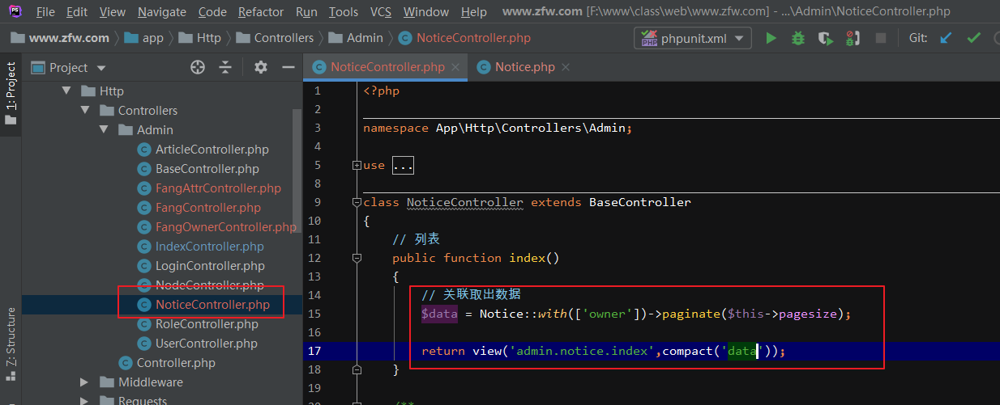 File Edit View Navigate Code Refactor Run Tools VCS Window Help www.zfw.com [F:\www\class\web\www.zfw.com] - ...\Admin\NoticeController.php
www.zfw.com app Http Controllers Admin NoticeController.php phpunit.xml Git:
1: Project
Z: Structure
Project
Http
Controllers
Admin
ArticleController.php
BaseController.php
FangAttrController.php
FangController.php
FangOwnerController.php
IndexController.php
LoginController.php
NodeController.php
NoticeController.php
RoleController.php
UserController.php
Controller.php
Middleware
Requests
NoticeController.php Notice.php
1 <?php
2
3 namespace App\Http\Controllers\Admin;
4
5 use ...
8
9 class NoticeController extends BaseController
10 {
11 // 列表
12 public function index()
13 {
14 // 关联取出数据
15 $data = Notice::with(['owner'])->paginate($this->pagesize);
16
17 return view('admin.notice.index',compact('data'));
18 }
19
20 /**